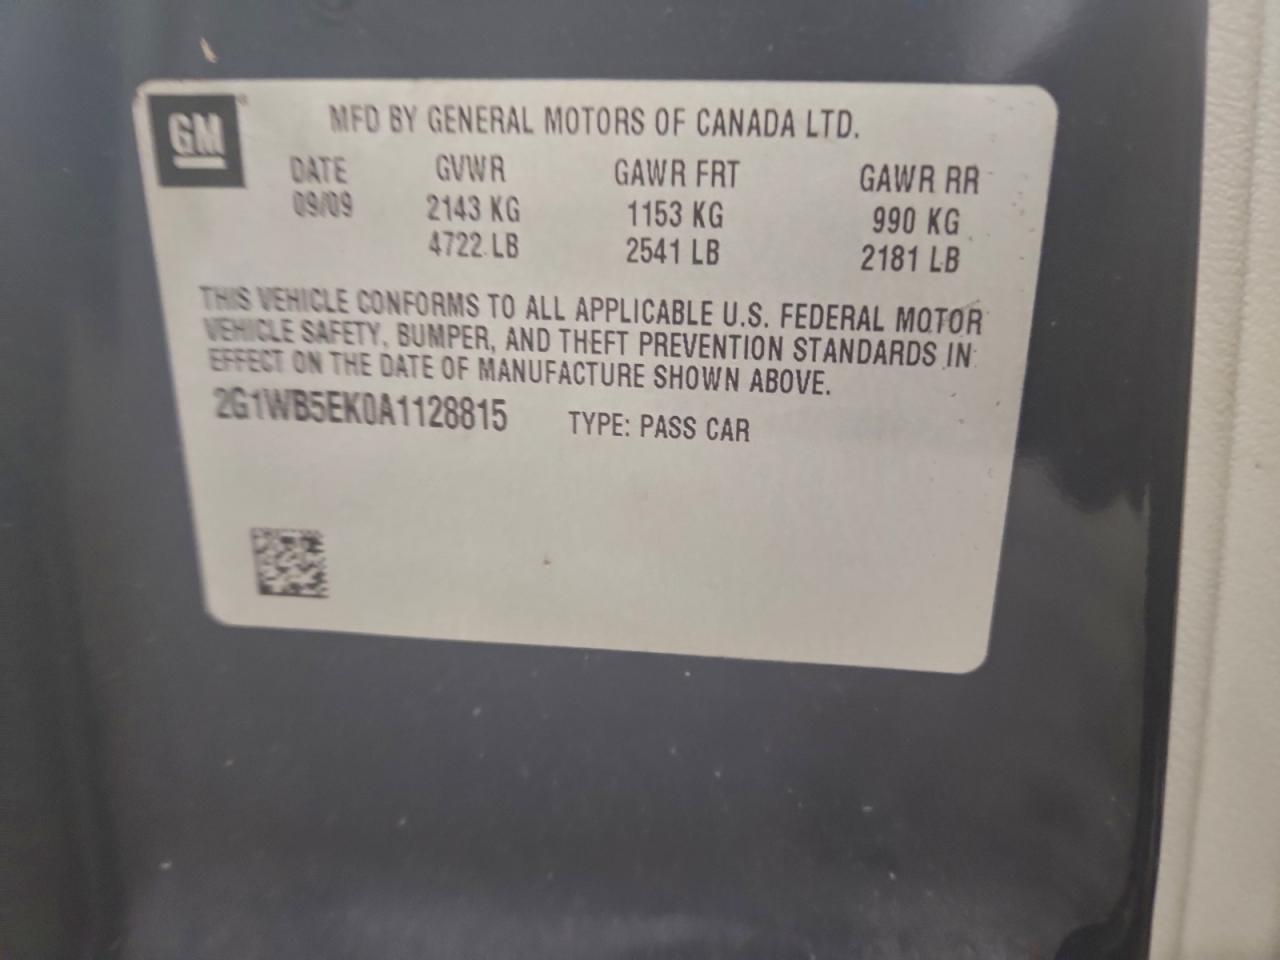 GM
MFD BY GENERAL MOTORS OF CANADA LTD.
DATE GVWR GAWR FRT GAWR RR
09/09 2143 KG 1153 KG 990 KG
4722 LB 2541 LB 2181 LB
THIS VEHICLE CONFORMS TO ALL APPLICABLE U.S. FEDERAL MOTOR
VEHICLE SAFETY, BUMPER, AND THEFT PREVENTION STANDARDS IN
EFFECT ON THE DATE OF MANUFACTURE SHOWN ABOVE.
2G1WB5EK0A1128815 TYPE: PASS CAR